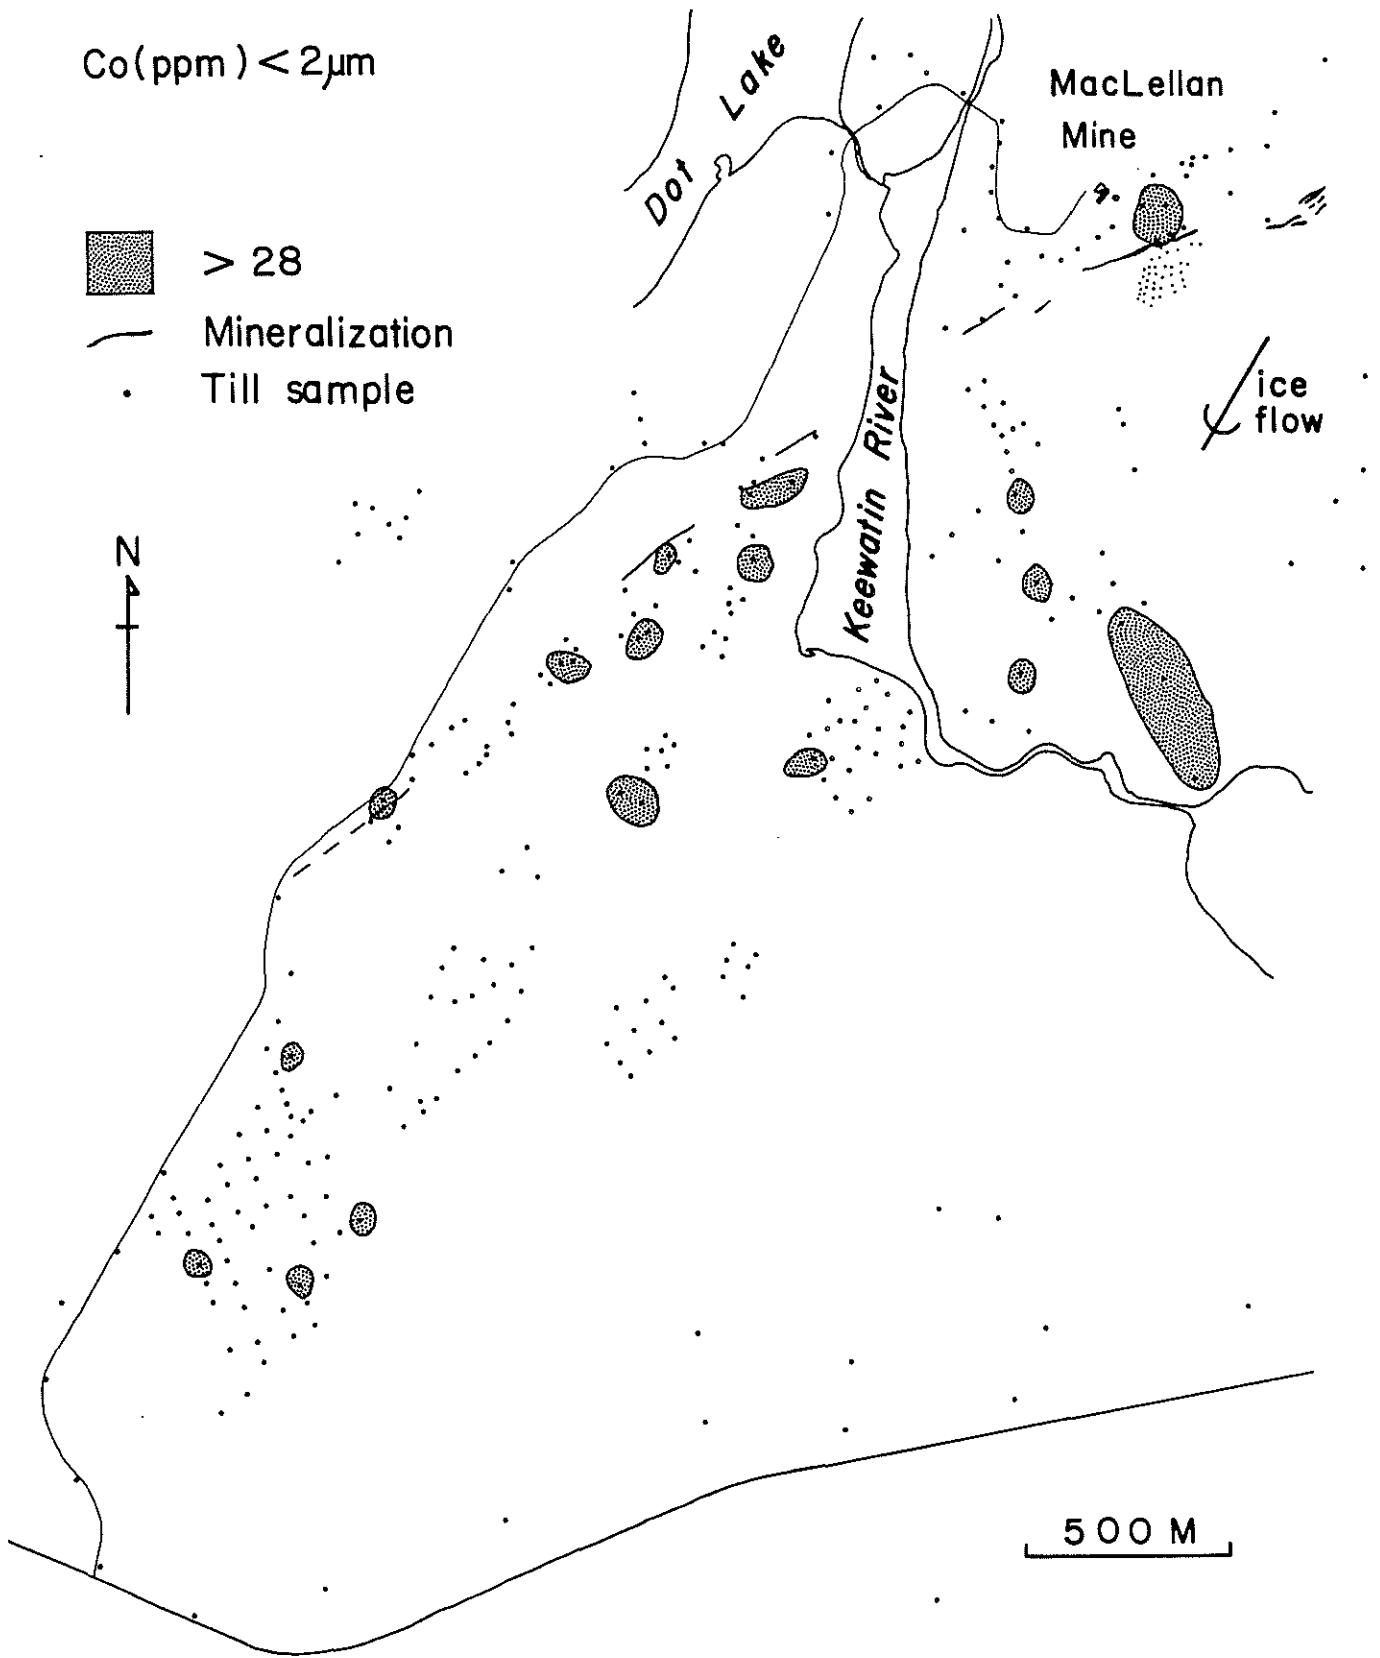 Co(ppm) < 2µm
Dot Lake
MacLellan
Mine
> 28
Mineralization
Till sample
ice
flow
Keewatin River
N
500 M